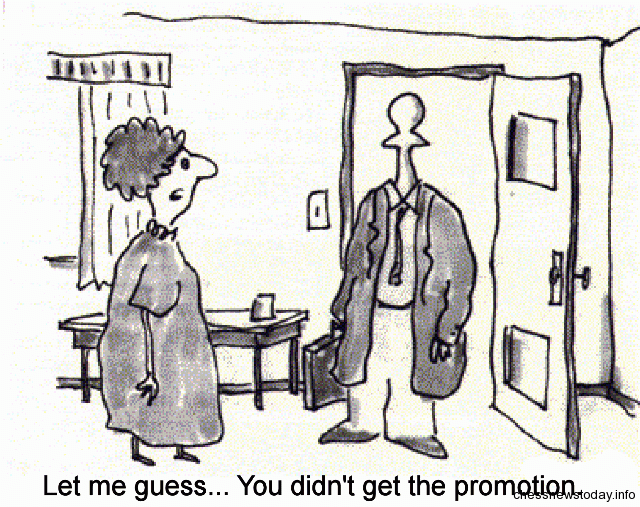 Let me guess... You didn't get the promotion.
chessnewstoday.info